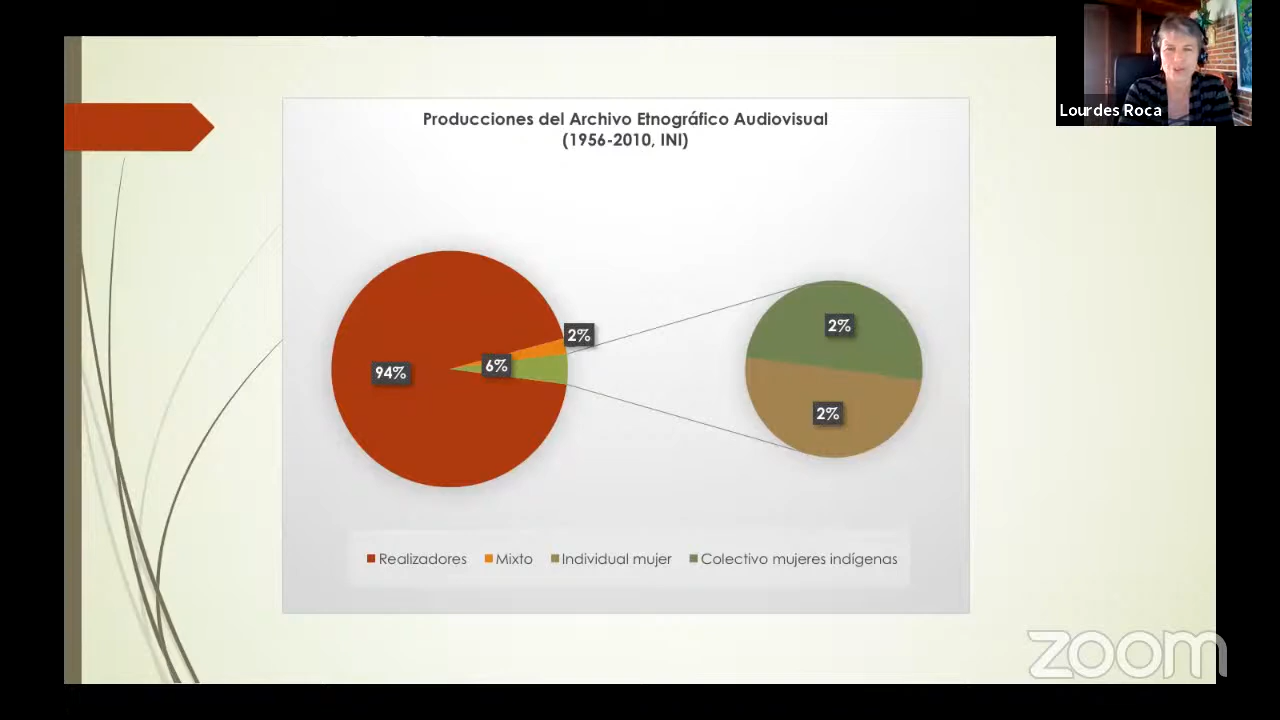 Lourdes Roca
Producciones del Archivo Etnográfico Audiovisual
(1956-2010, INI)
2%
94%
6%
2%
2%
Realizadores Mixto Individual mujer Colectivo mujeres indígenas
zoom